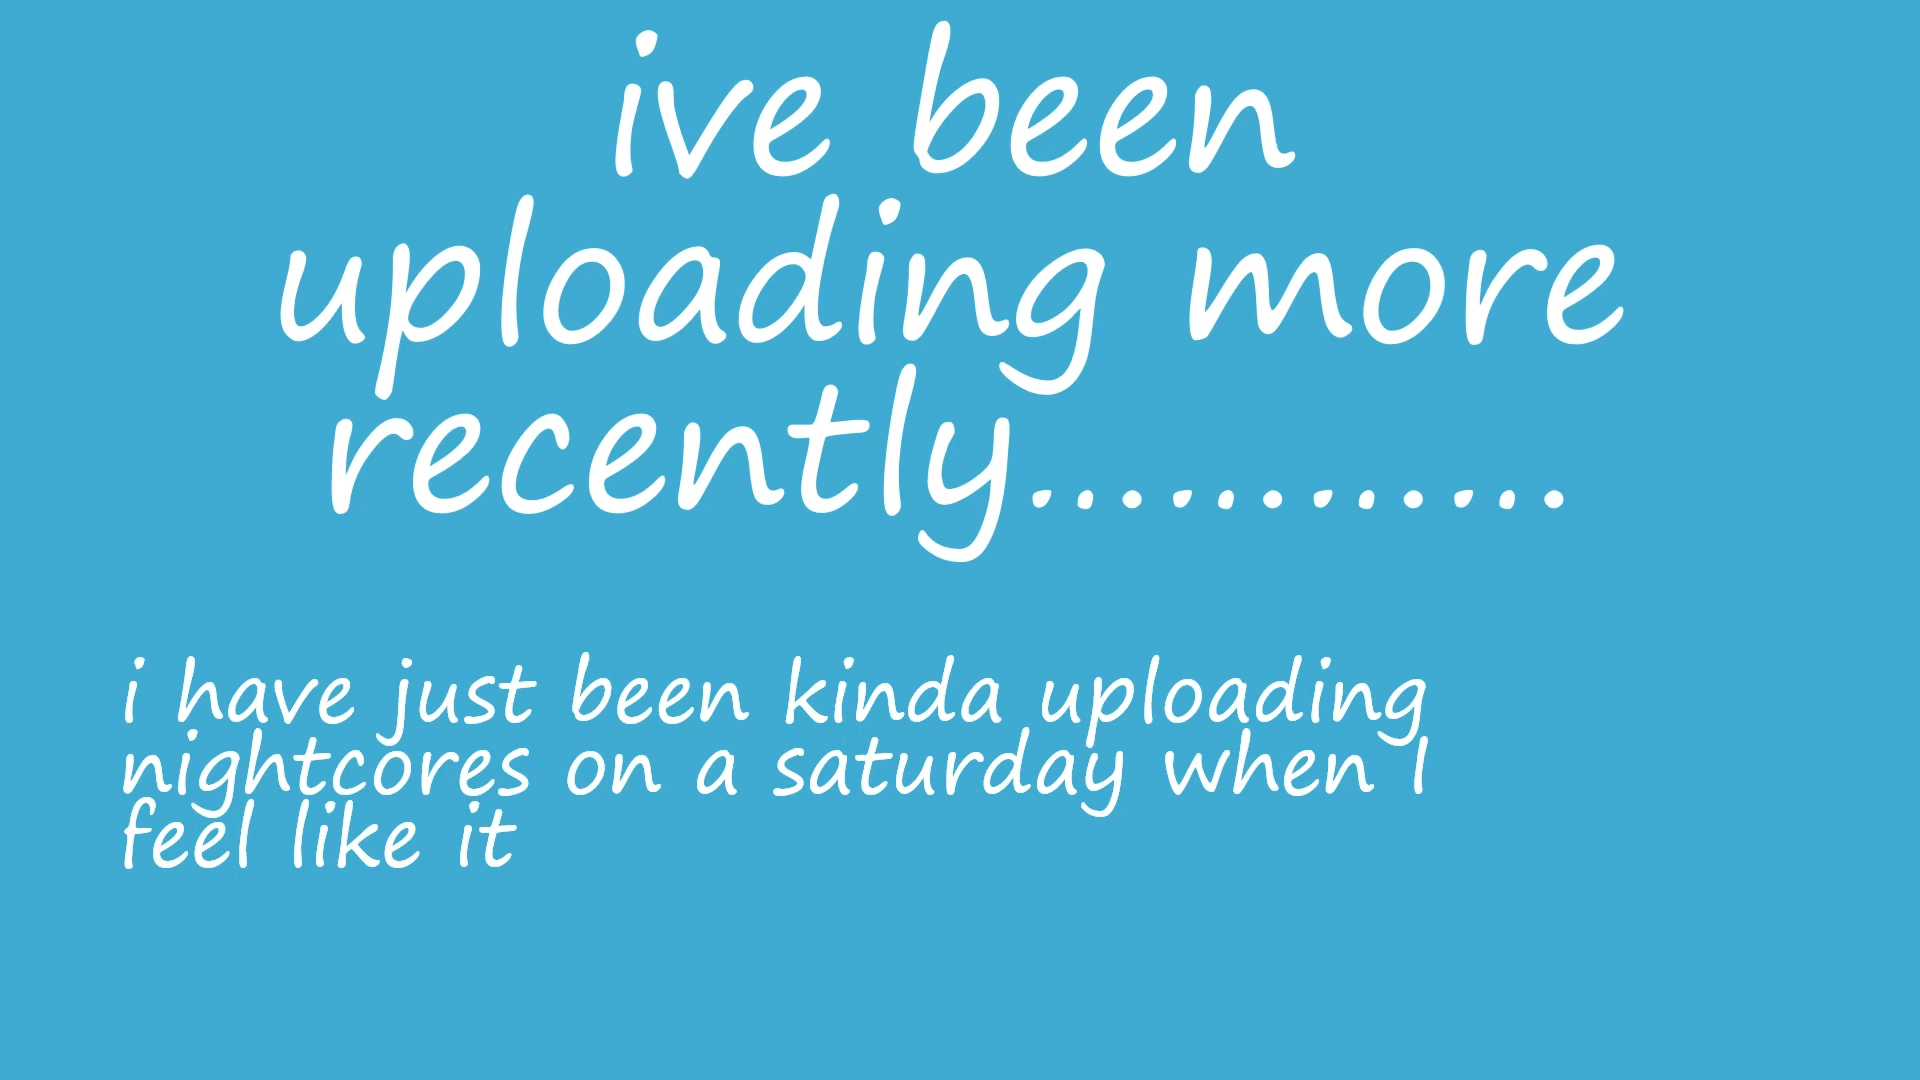 ive been
uploading more
recently............
i have just been kinda uploading
nightcores on a saturday when I
feel like it